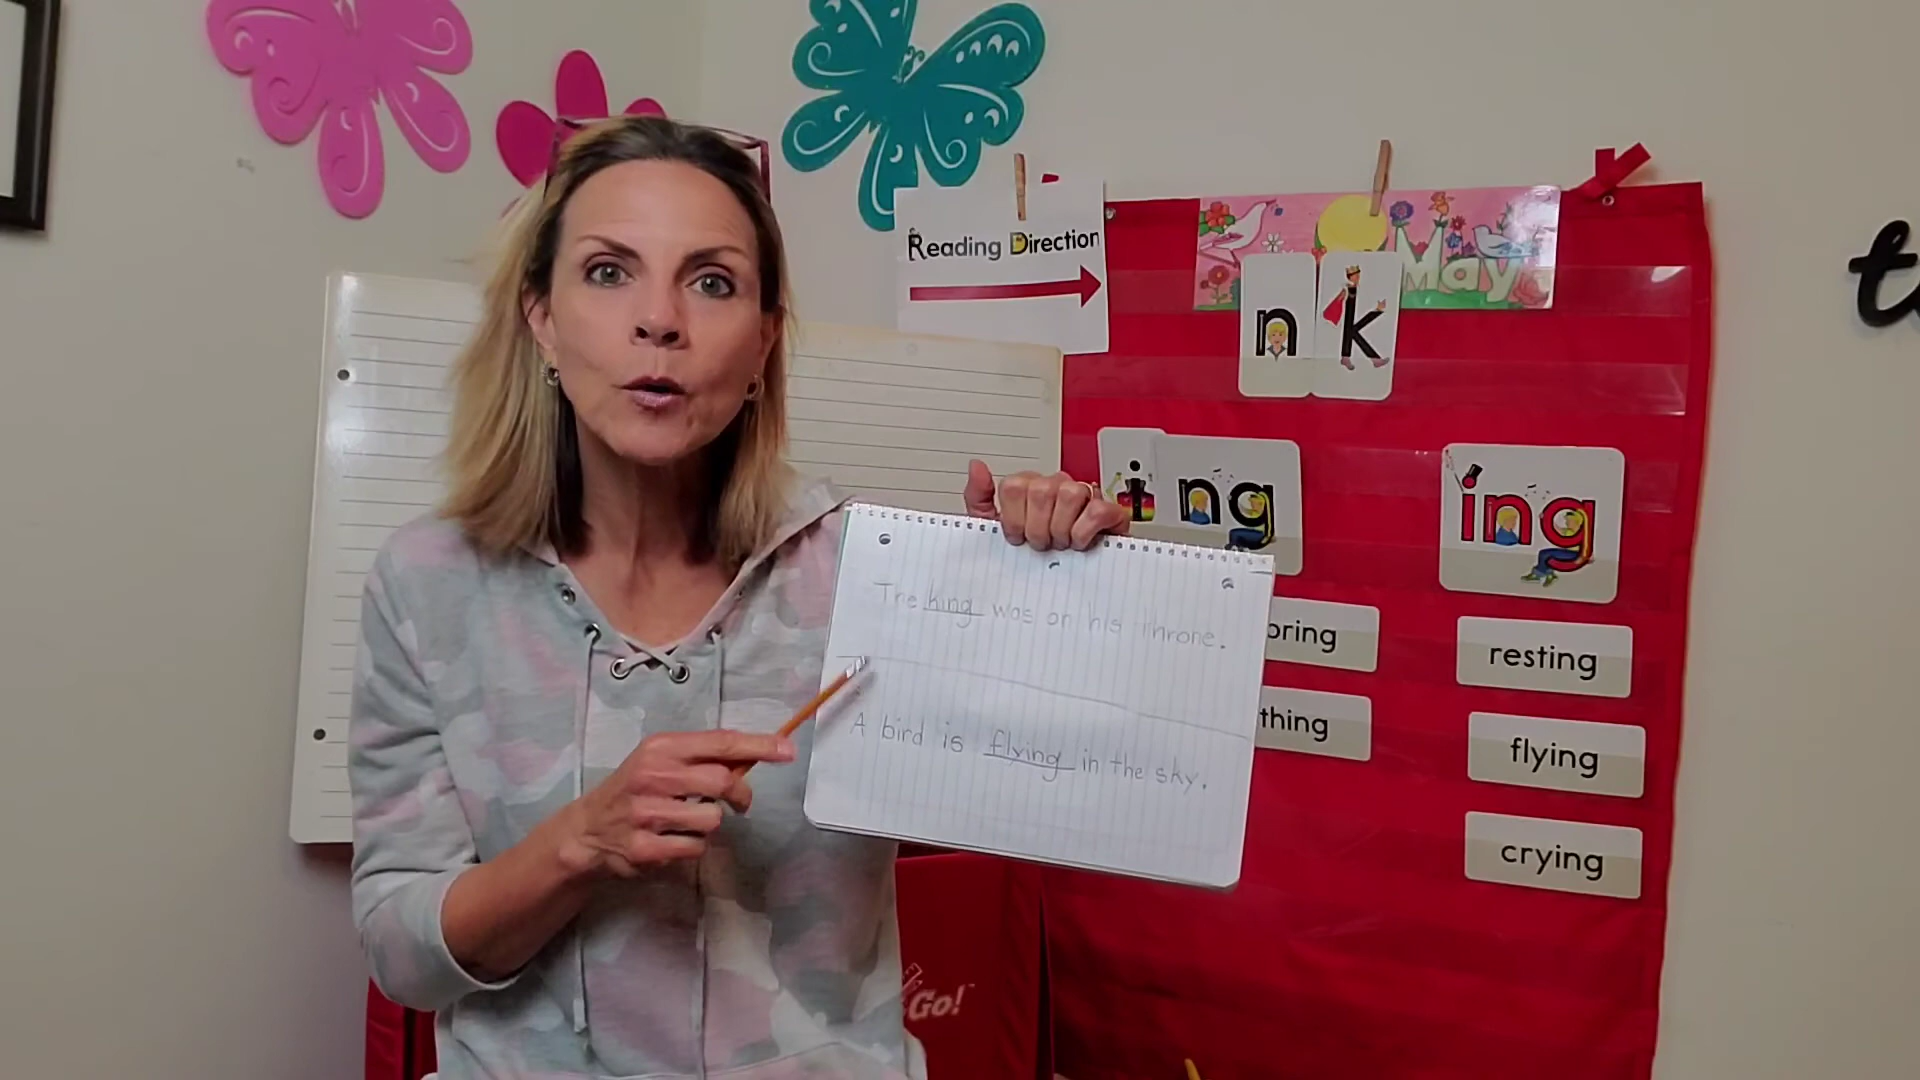 Reading Direction
May
n k
i ng
ing
The king was on his throne.
A bird is flying in the sky.
bring
thing
resting
flying
crying
Go!